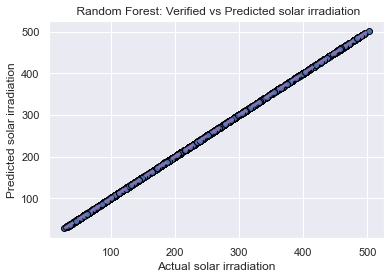 Random Forest: Verified vs Predicted solar irradiation
Predicted solar irradiation
500
400
300
200
100
100 200 300 400 500
Actual solar irradiation